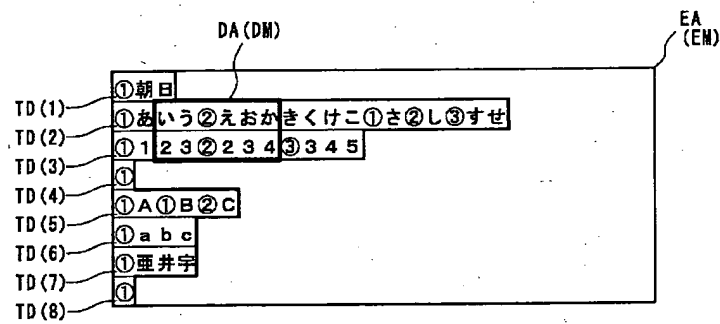 DA(DM)
EA
(EM)
TD(1) ①朝日
TD(2) ①あいう②えおかきくけこ①さ②し③すせ
TD(3) ①123②234③345
TD(4) ①
TD(5) ①A①B②C
TD(6) ①abc
TD(7) ①亜井宇
TD(8) ①